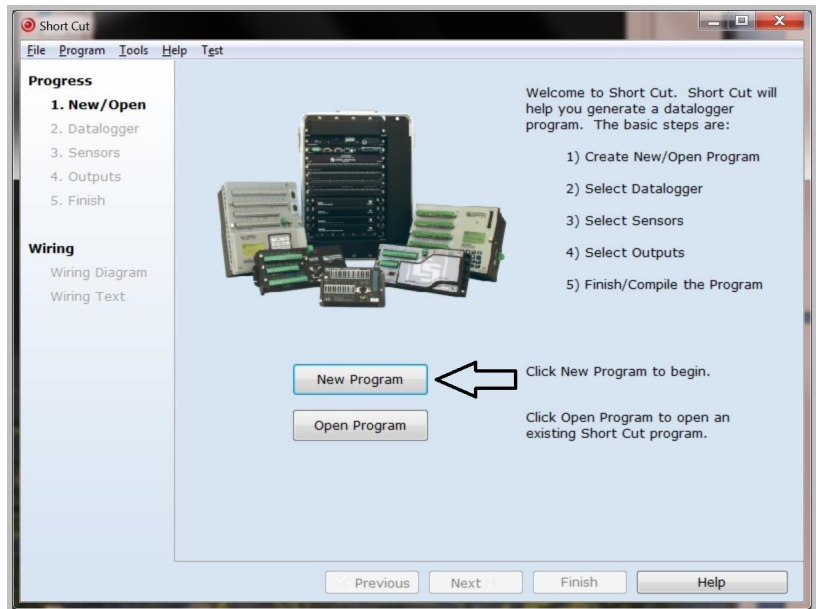 Short Cut
File Program Tools Help Test
Progress
1. New/Open
2. Datalogger
3. Sensors
4. Outputs
5. Finish
Wiring
Wiring Diagram
Wiring Text
Welcome to Short Cut. Short Cut will
help you generate a datalogger
program. The basic steps are:
1) Create New/Open Program
2) Select Datalogger
3) Select Sensors
4) Select Outputs
5) Finish/Compile the Program
New Program
Click New Program to begin.
Open Program
Click Open Program to open an
existing Short Cut program.
Previous Next Finish Help